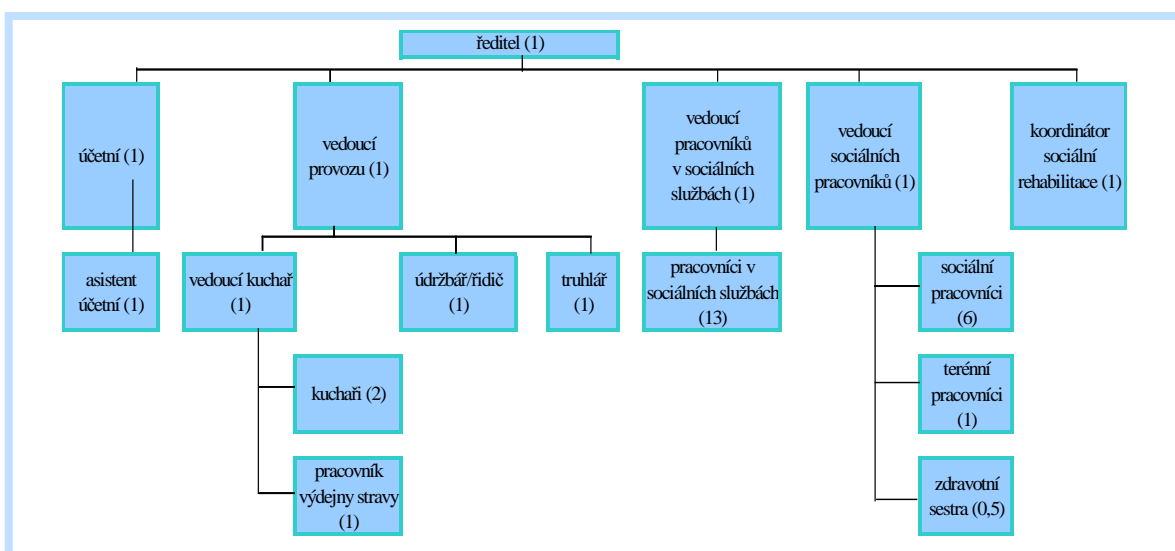 ředitel (1)
účetní (1)
vedoucí
provozu (1)
vedoucí
pracovníků
v sociálních
službách (1)
vedoucí
sociálních
pracovníků (1)
koordinátor
sociální
rehabilitace (1)
asistent
účetní (1)
vedoucí kuchař
(1)
údržbář/řidič
(1)
truhlář
(1)
pracovníci v
sociálních službách
(13)
sociální
pracovníci
(6)
kuchaři (2)
terénní
pracovníci
(1)
pracovník
výdejny stravy
(1)
zdravotní
sestra (0,5)